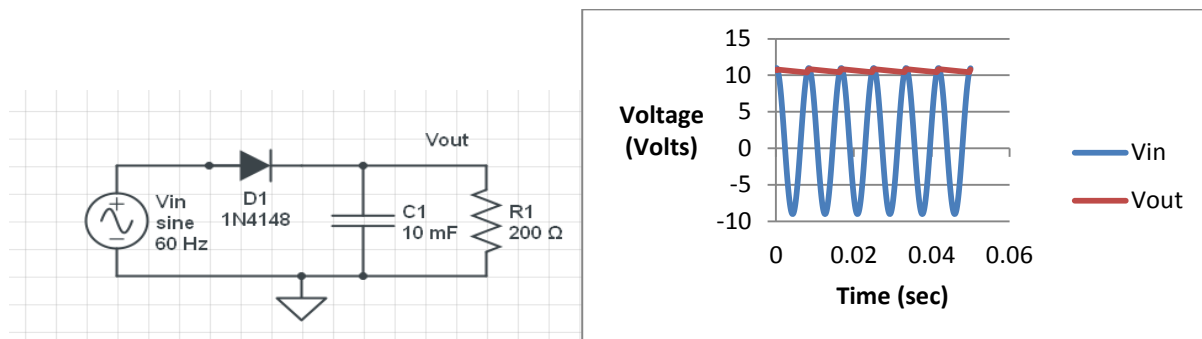 Vout
+
Vin
sine
60 Hz
D1
1N4148
C1
10 mF
R1
200 Ω
15
10
5
0
-5
-10
Voltage
(Volts)
0
0.02
0.04
0.06
Time (sec)
Vin
Vout